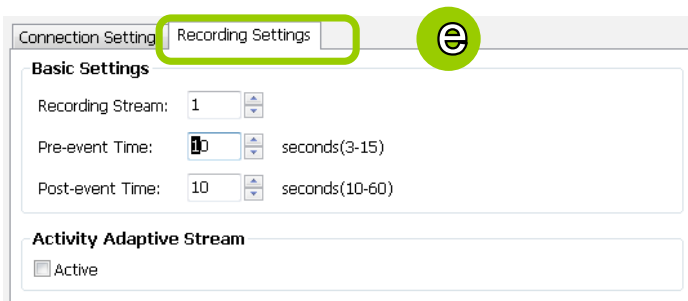 Connection Setting Recording Settings e
Basic Settings
Recording Stream: 1
Pre-event Time: 10 seconds(3-15)
Post-event Time: 10 seconds(10-60)
Activity Adaptive Stream
Active